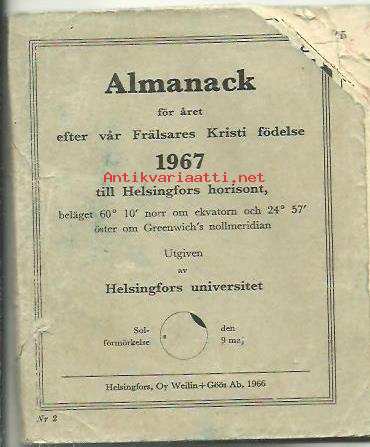 Almanack
för året
efter vår Frälsares Kristi födelse
1967
Antikvariaatti.net
till Helsingfors horisont,
beläget 60° 10′ norr om ekvatorn och 24° 57′
öster om Greenwich's nollmeridian
Utgiven
av
Helsingfors universitet
Sol- den
förmörkelse 9 maj
Helsingfors, Oy Weilin+Göös Ab, 1966
Nr 2